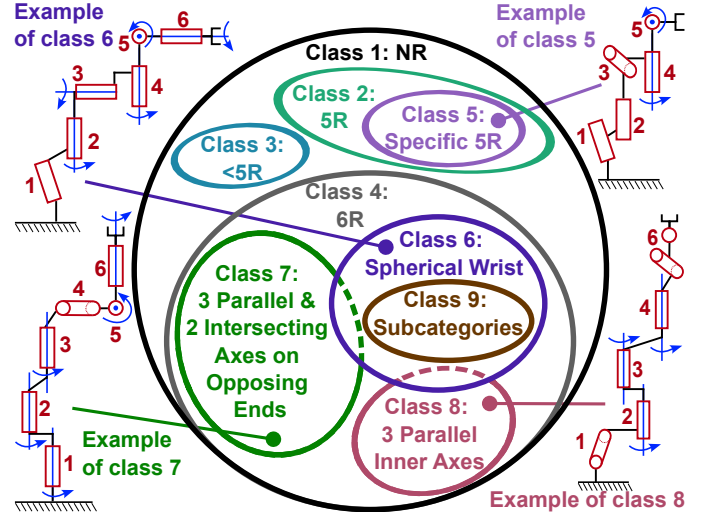 Example
of class 6
6
5
3
4
2
1
Class 1: NR
Class 2:
5R
Class 5:
Specific 5R
Class 3:
<5R
Class 4:
6R
Class 6:
Spherical Wrist
Class 9:
Subcategories
Class 7:
3 Parallel &
2 Intersecting
Axes on
Opposing
Ends
Class 8:
3 Parallel
Inner Axes
Example
of class 5
5
3
4
2
1
6
4
5
3
2
1
Example
of class 7
6
4
3
2
1
Example of class 8